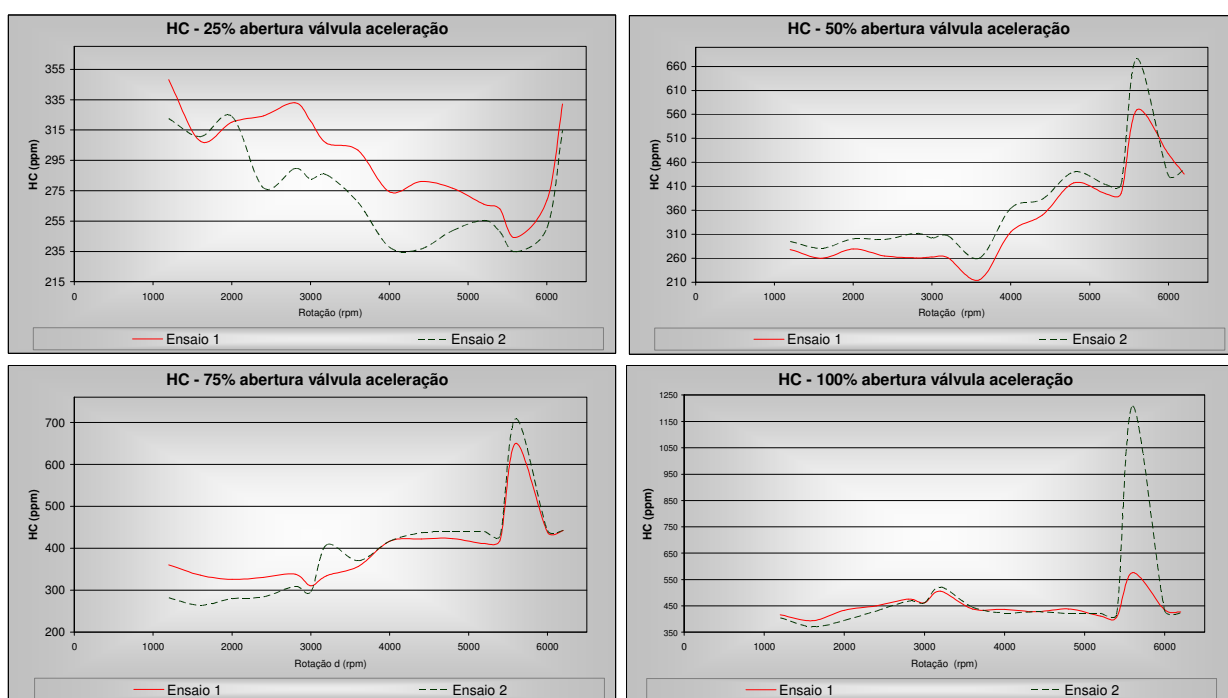 HC - 25% abertura válvula aceleração
355
335
315
295
275
255
235
215
HC (ppm)
0 1000 2000 3000 4000 5000 6000
Rotação (rpm)
Ensaio 1 Ensaio 2
HC - 50% abertura válvula aceleração
660
610
560
510
460
410
360
310
260
210
HC (ppm)
0 1000 2000 3000 4000 5000 6000
Rotação (rpm)
Ensaio 1 Ensaio 2
HC - 75% abertura válvula aceleração
700
600
500
400
300
200
HC (ppm)
0 1000 2000 3000 4000 5000 6000
Rotação d (rpm)
Ensaio 1 Ensaio 2
HC - 100% abertura válvula aceleração
1250
1150
1050
950
850
750
650
550
450
350
HC (ppm)
0 1000 2000 3000 4000 5000 6000
Rotação (rpm)
Ensaio 1 Ensaio 2